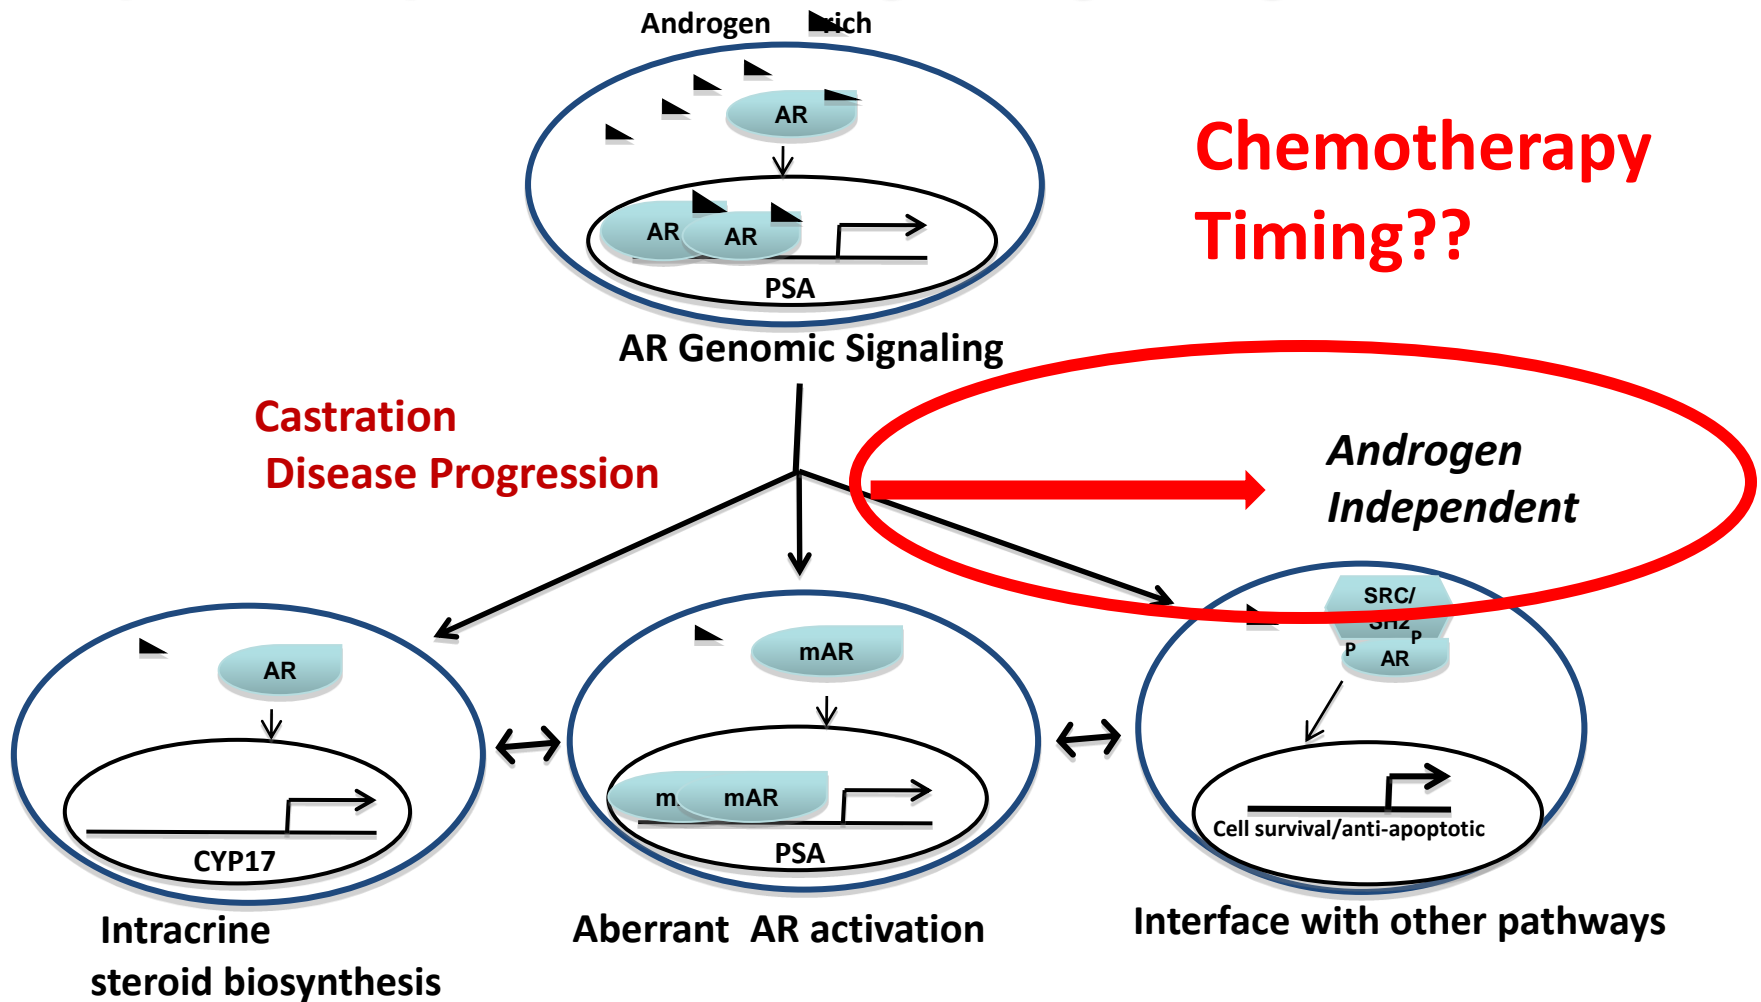 Androgen rich
AR
AR
AR
PSA
AR Genomic Signaling
Chemotherapy
Timing??
Castration
Disease Progression
Androgen
Independent
AR
CYP17
Intracrine
steroid biosynthesis
mAR
mAR
PSA
Aberrant AR activation
SRC/
SH2
P
P
AR
Cell survival/anti-apoptotic
Interface with other pathways